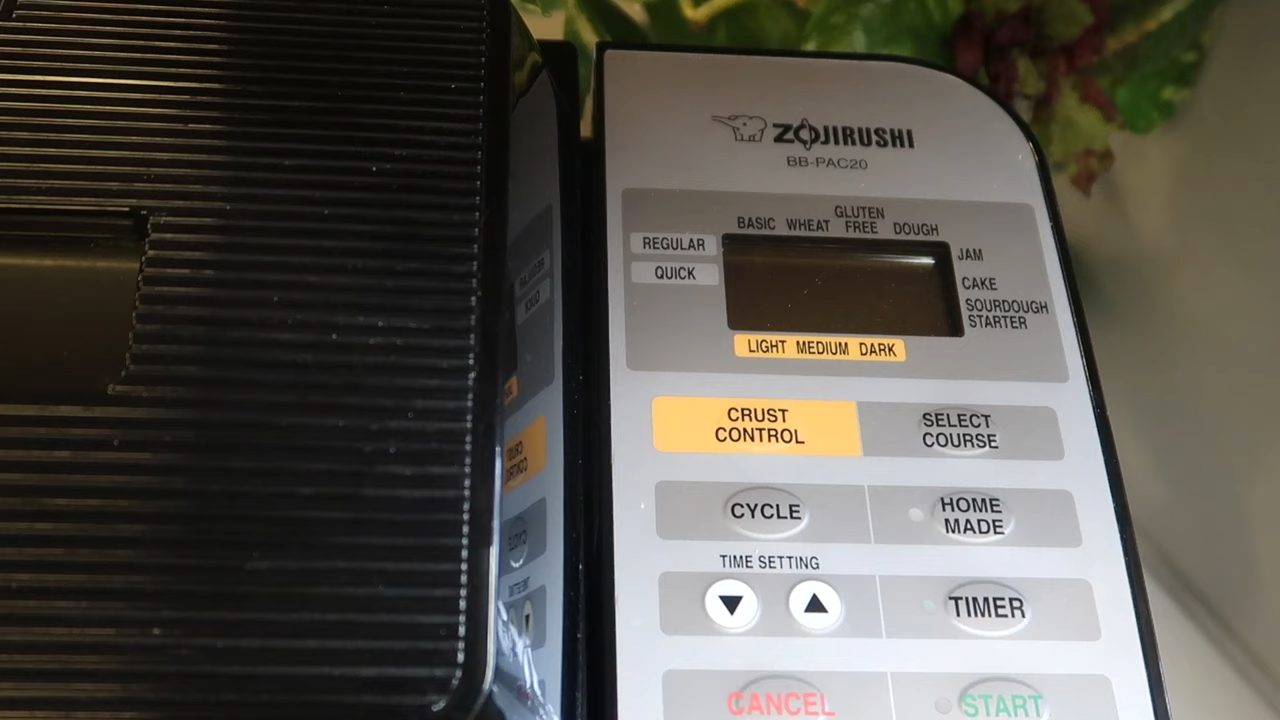 ZOJIRUSHI
BB-PAC20
BASIC WHEAT GLUTEN FREE DOUGH
REGULAR
QUICK
JAM
CAKE
SOURDOUGH
STARTER
LIGHT MEDIUM DARK
CRUST
CONTROL
SELECT
COURSE
CYCLE
HOME
MADE
TIME SETTING
TIMER
CANCEL
START